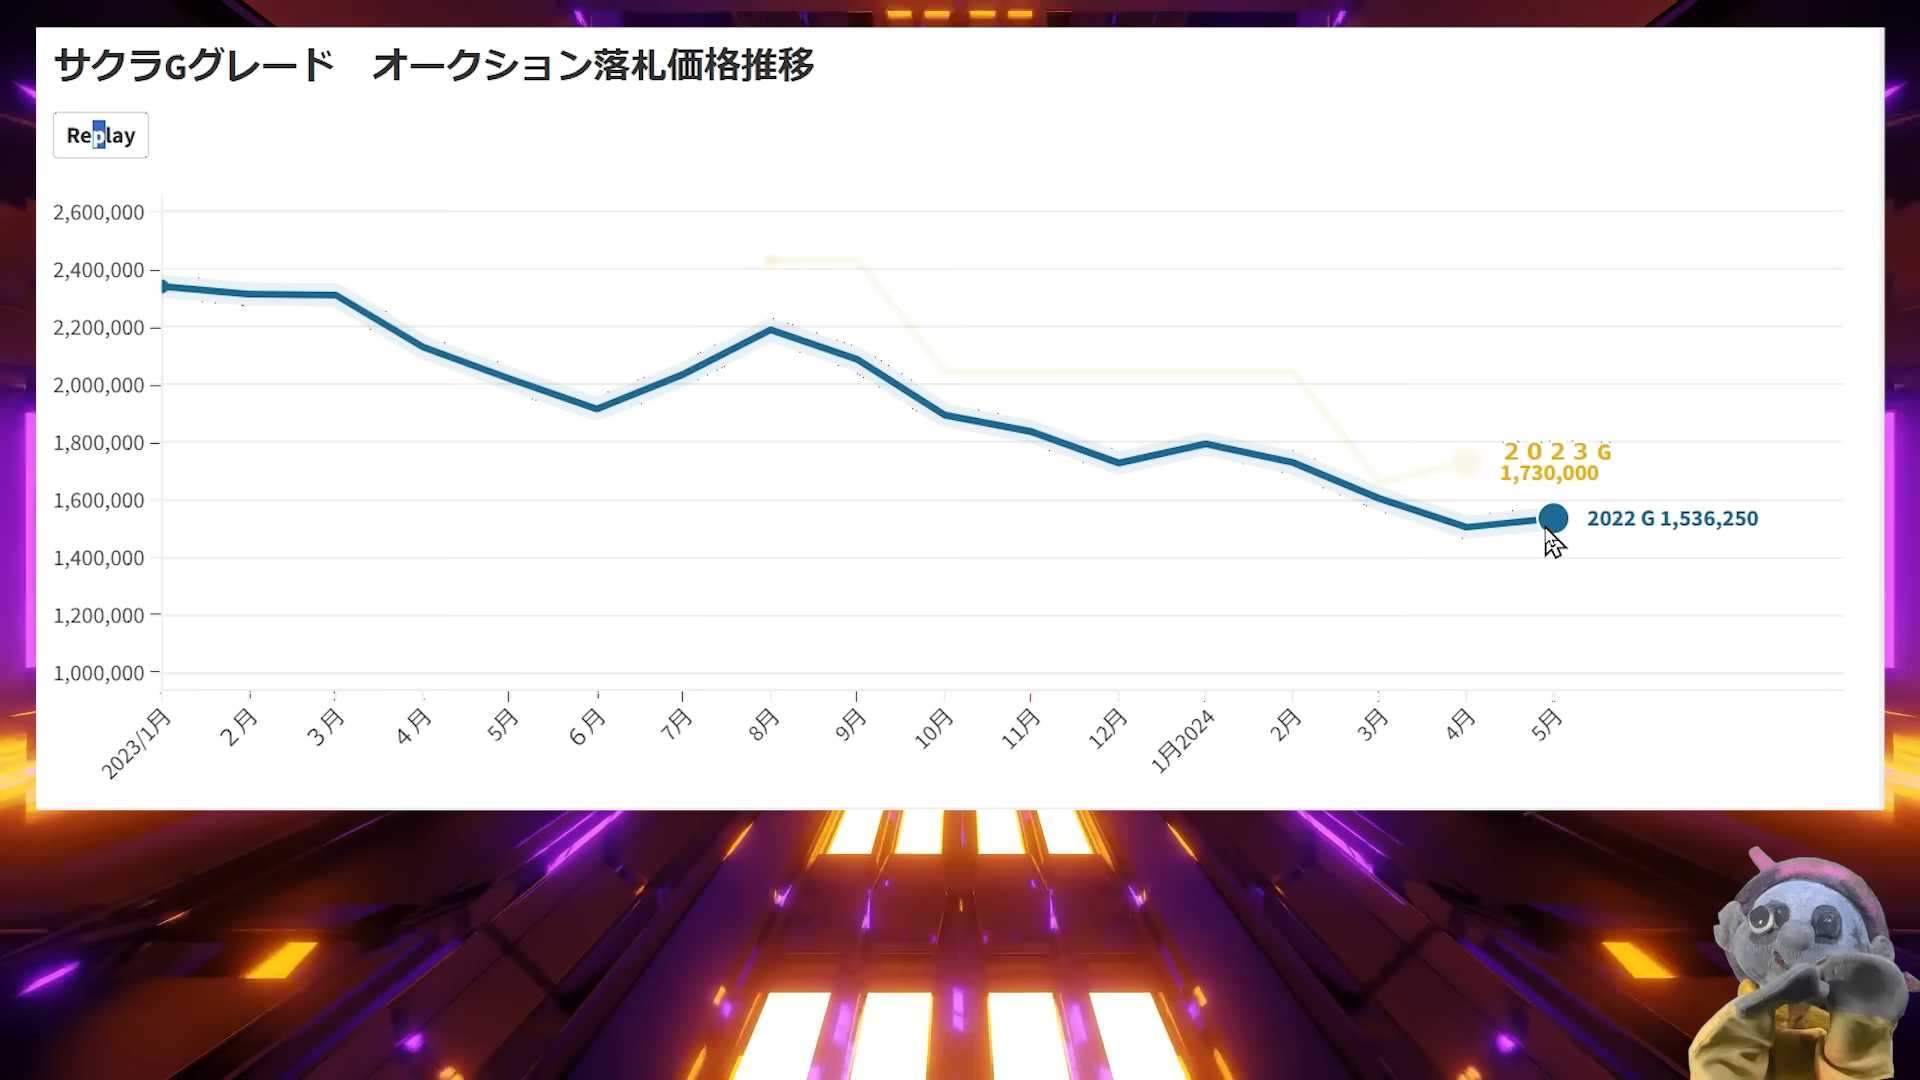 サクラGグレード　オークション落札価格推移
Replay
2,600,000
2,400,000
2,200,000
2,000,000
1,800,000
1,600,000
1,400,000
1,200,000
1,000,000
２０２３ G
1,730,000
2022 G 1,536,250
2023/1月
２月
３月
４月
5月
６月
7月
8月
9月
10月
11月
12月
1月2024
2月
3月
4月
5月